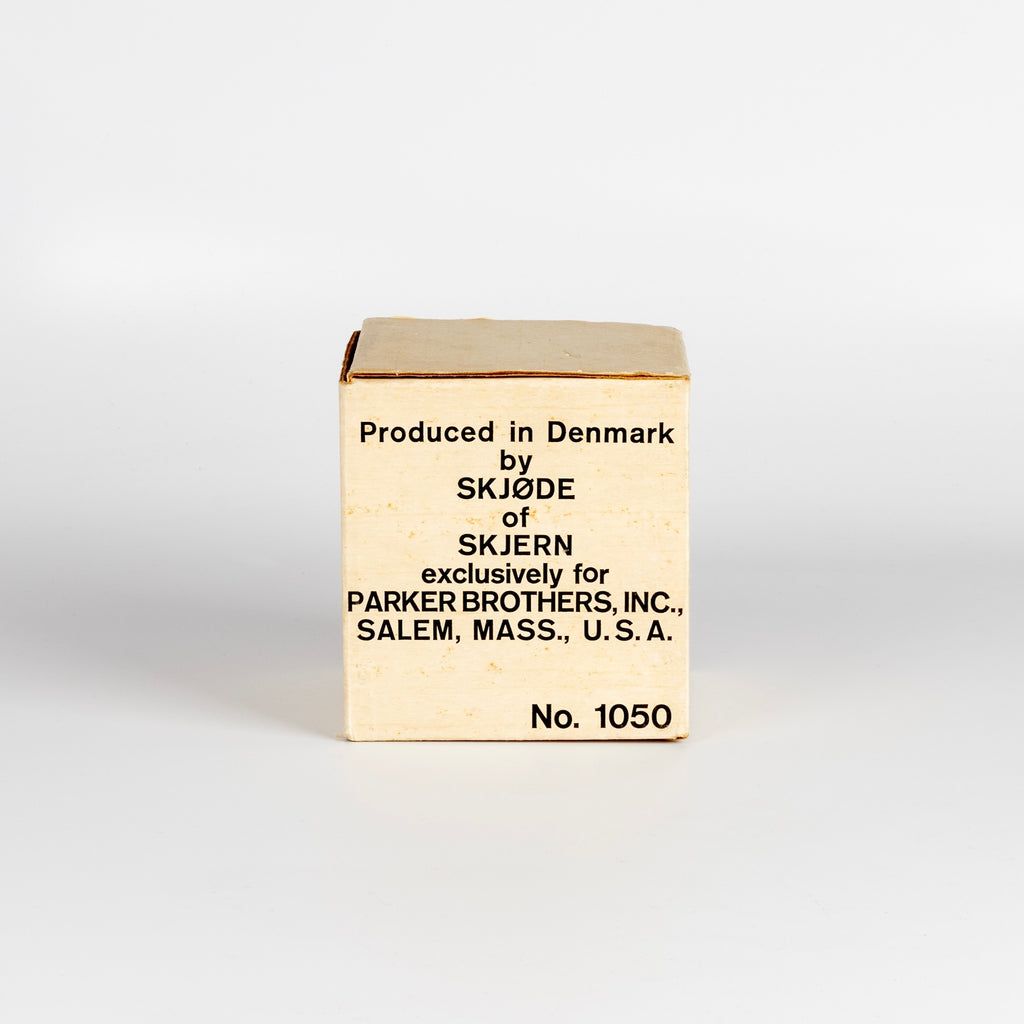 Produced in Denmark
by
SKJØDE
of
SKJERN
exclusively for
PARKER BROTHERS, INC.,
SALEM, MASS., U. S. A.
No. 1050